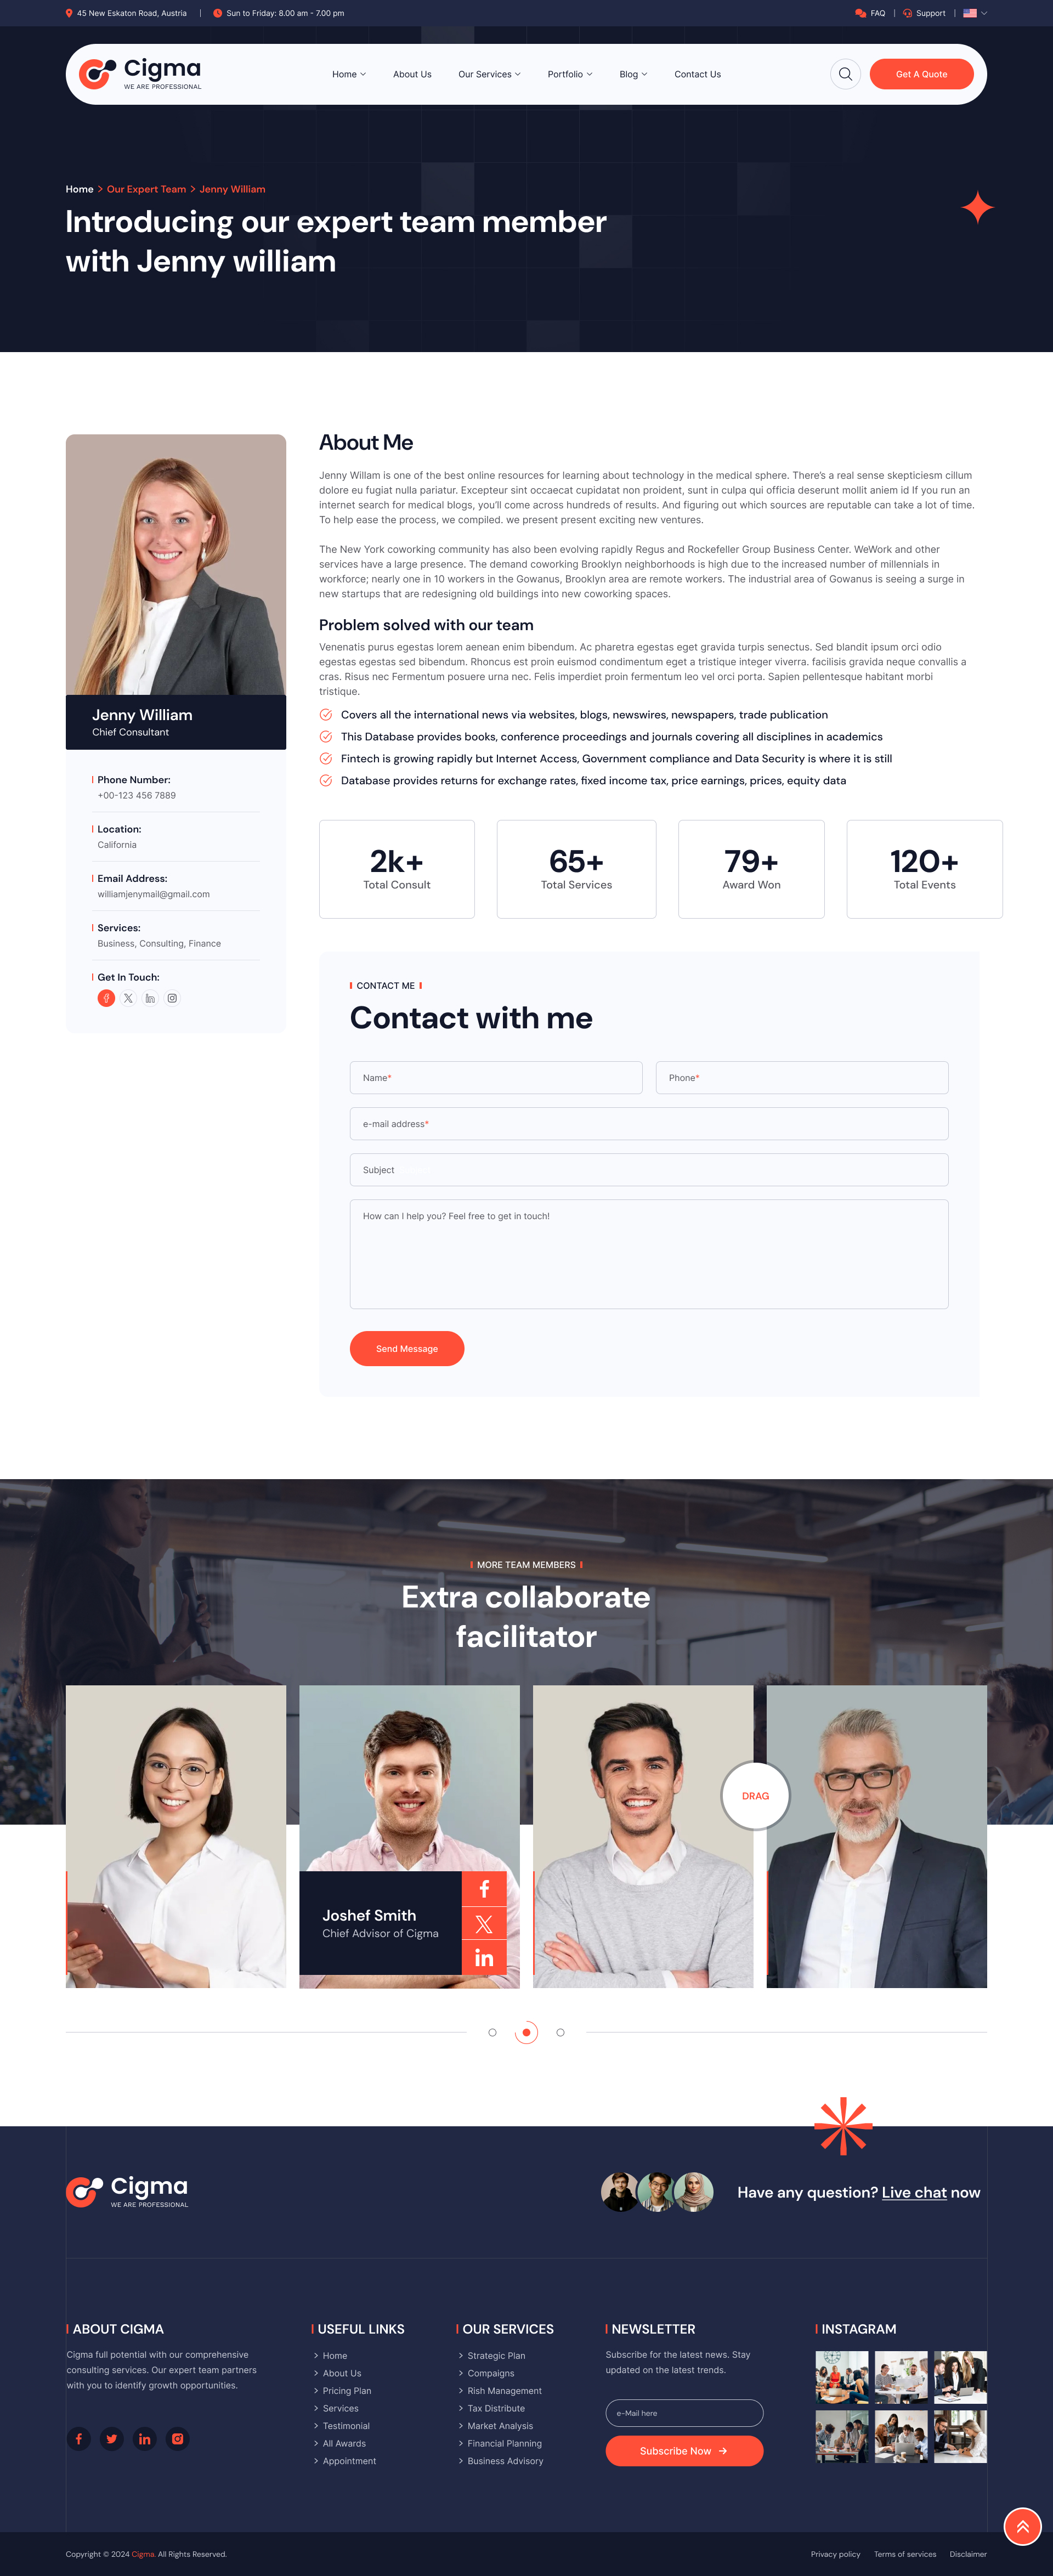 45 New Eskaton Road, Austria
Sun to Friday: 8.00 am - 7.00 pm
FAQ
Support
Cigma
WE ARE PROFESSIONAL
Home
About Us
Our Services
Portfolio
Blog
Contact Us
Get A Quote
Home > Our Expert Team > Jenny William
Introducing our expert team member
with Jenny william
Jenny William
Chief Consultant
Phone Number:
+00-123 456 7889
Location:
California
Email Address:
williamjenymail@gmail.com
Services:
Business, Consulting, Finance
Get In Touch:
About Me
Jenny Willam is one of the best online resources for learning about technology in the medical sphere. There's a real sense skepticiesm cillum
dolore eu fugiat nulla pariatur. Excepteur sint occaecat cupidatat non proident, sunt in culpa qui officia deserunt mollit aniem id If you run an
internet search for medical blogs, you'll come across hundreds of results. And figuring out which sources are reputable can take a lot of time.
To help ease the process, we compiled. we present present exciting new ventures.
The New York coworking community has also been evolving rapidly Regus and Rockefeller Group Business Center. WeWork and other
services have a large presence. The demand coworking Brooklyn neighborhoods is high due to the increased number of millennials in
workforce; nearly one in 10 workers in the Gowanus, Brooklyn area are remote workers. The industrial area of Gowanus is seeing a surge in
new startups that are redesigning old buildings into new coworking spaces.
Problem solved with our team
Venenatis purus egestas lorem aenean enim bibendum. Ac pharetra egestas eget gravida turpis senectus. Sed blandit ipsum orci odio
egestas egestas sed bibendum. Rhoncus est proin euismod condimentum eget a tristique integer viverra. facilisis gravida neque convallis a
cras. Risus nec Fermentum posuere urna nec. Felis imperdiet proin fermentum leo vel orci porta. Sapien pellentesque habitant morbi
tristique.
Covers all the international news via websites, blogs, newswires, newspapers, trade publication
This Database provides books, conference proceedings and journals covering all disciplines in academics
Fintech is growing rapidly but Internet Access, Government compliance and Data Security is where it is still
Database provides returns for exchange rates, fixed income tax, price earnings, prices, equity data
2k+
Total Consult
65+
Total Services
79+
Award Won
120+
Total Events
CONTACT ME
Contact with me
Name*
Phone*
e-mail address*
Subject
How can I help you? Feel free to get in touch!
Send Message
MORE TEAM MEMBERS
Extra collaborate
facilitator
DRAG
Joshef Smith
Chief Advisor of Cigma
Cigma
WE ARE PROFESSIONAL
Have any question? Live chat now
ABOUT CIGMA
Cigma full potential with our comprehensive
consulting services. Our expert team partners
with you to identify growth opportunities.
USEFUL LINKS
Home
About Us
Pricing Plan
Services
Testimonial
All Awards
Appointment
OUR SERVICES
Strategic Plan
Compaigns
Rish Management
Tax Distribute
Market Analysis
Financial Planning
Business Advisory
NEWSLETTER
Subscribe for the latest news. Stay
updated on the latest trends.
e-Mail here
Subscribe Now
INSTAGRAM
Copyright © 2024 Cigma. All Rights Reserved.
Privacy policy
Terms of services
Disclaimer